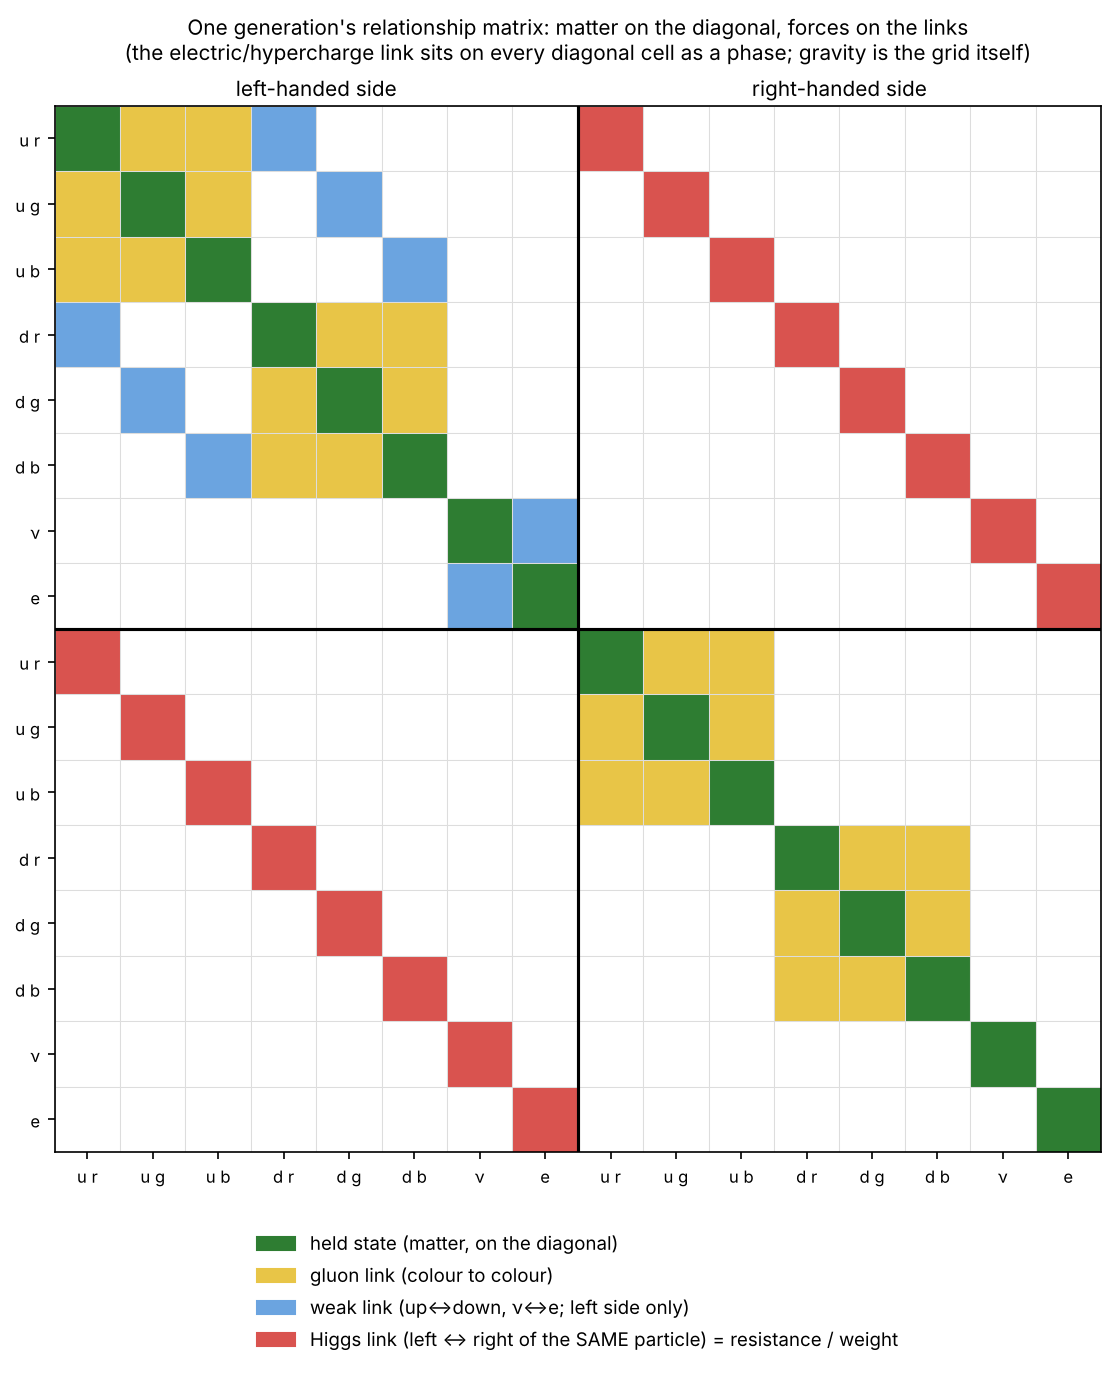 One generation's relationship matrix: matter on the diagonal, forces on the links
(the electric/hypercharge link sits on every diagonal cell as a phase; gravity is the grid itself)
left-handed side
right-handed side
u r
u g
u b
d r
d g
d b
ν
e
u r
u g
u b
d r
d g
d b
ν
e
u r u g u b d r d g d b ν e u r u g u b d r d g d b ν e
held state (matter, on the diagonal)
gluon link (colour to colour)
weak link (up↔down, ν↔e; left side only)
Higgs link (left ↔ right of the SAME particle) = resistance / weight